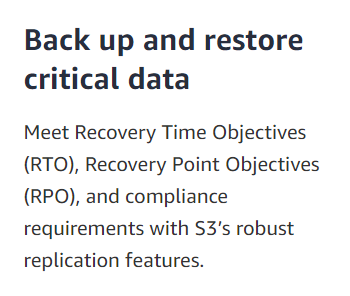 Back up and restore
critical data
Meet Recovery Time Objectives
(RTO), Recovery Point Objectives
(RPO), and compliance
requirements with S3’s robust
replication features.